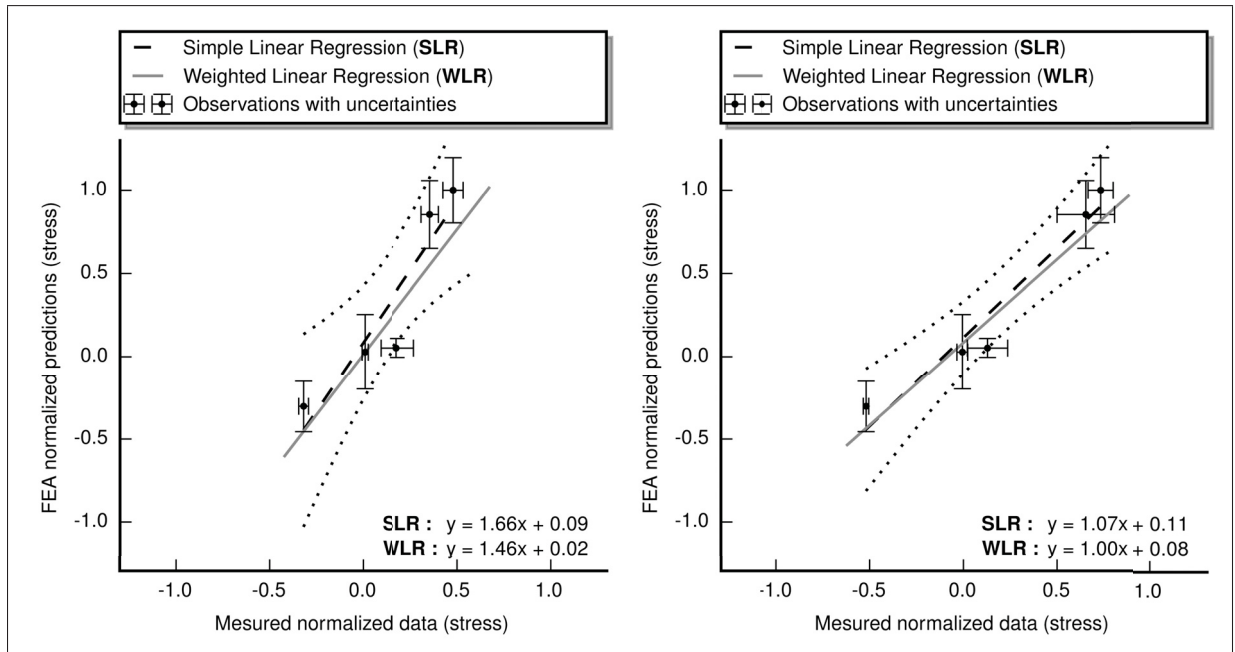 Simple Linear Regression (SLR)
Weighted Linear Regression (WLR)
Observations with uncertainties
FEA normalized predictions (stress)
1.0
0.5
0.0
-0.5
-1.0
SLR : y = 1.66x + 0.09
WLR : y = 1.46x + 0.02
-1.0 -0.5 0.0 0.5 1.0
Mesured normalized data (stress)
Simple Linear Regression (SLR)
Weighted Linear Regression (WLR)
Observations with uncertainties
FEA normalized predictions (stress)
1.0
0.5
0.0
-0.5
-1.0
SLR : y = 1.07x + 0.11
WLR : y = 1.00x + 0.08
-1.0 -0.5 0.0 0.5 1.0
Mesured normalized data (stress)